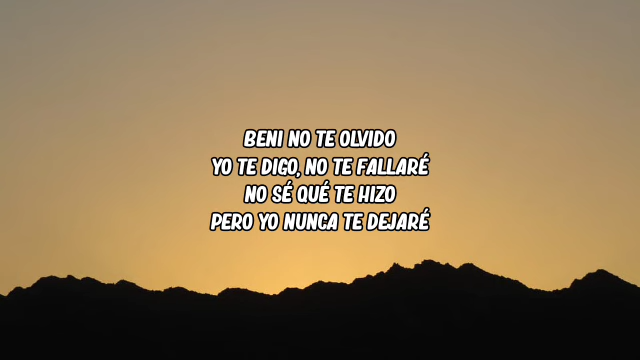 BENI NO TE OLVIDO
YO TE DIGO, NO TE FALLARÉ
NO SÉ QUÉ TE HIZO
PERO YO NUNCA TE DEJARÉ